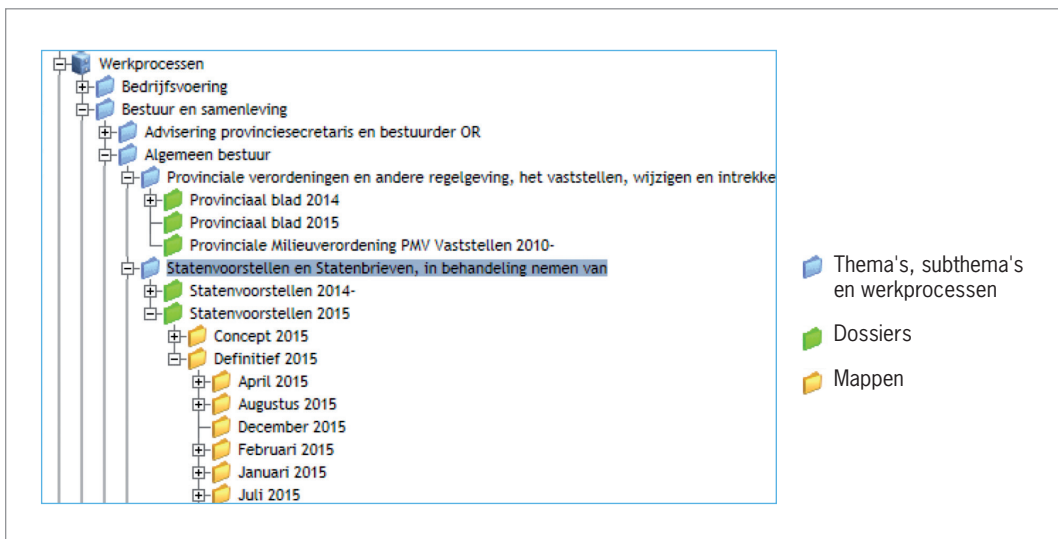 Werkprocessen
Bedrijfsvoering
Bestuur en samenleving
Advisering provinciesecretaris en bestuurder OR
Algemeen bestuur
Provinciale verordeningen en andere regelgeving, het vaststellen, wijzigen en intrekke
Provinciaal blad 2014
Provinciaal blad 2015
Provinciale Milieuverordening PMV Vaststellen 2010-
Statenvoorstellen en Statenbrieven, in behandeling nemen van
Statenvoorstellen 2014-
Statenvoorstellen 2015
Concept 2015
Definitief 2015
April 2015
Augustus 2015
December 2015
Februari 2015
Januari 2015
Juli 2015
Thema's, subthema's
en werkprocessen
Dossiers
Mappen